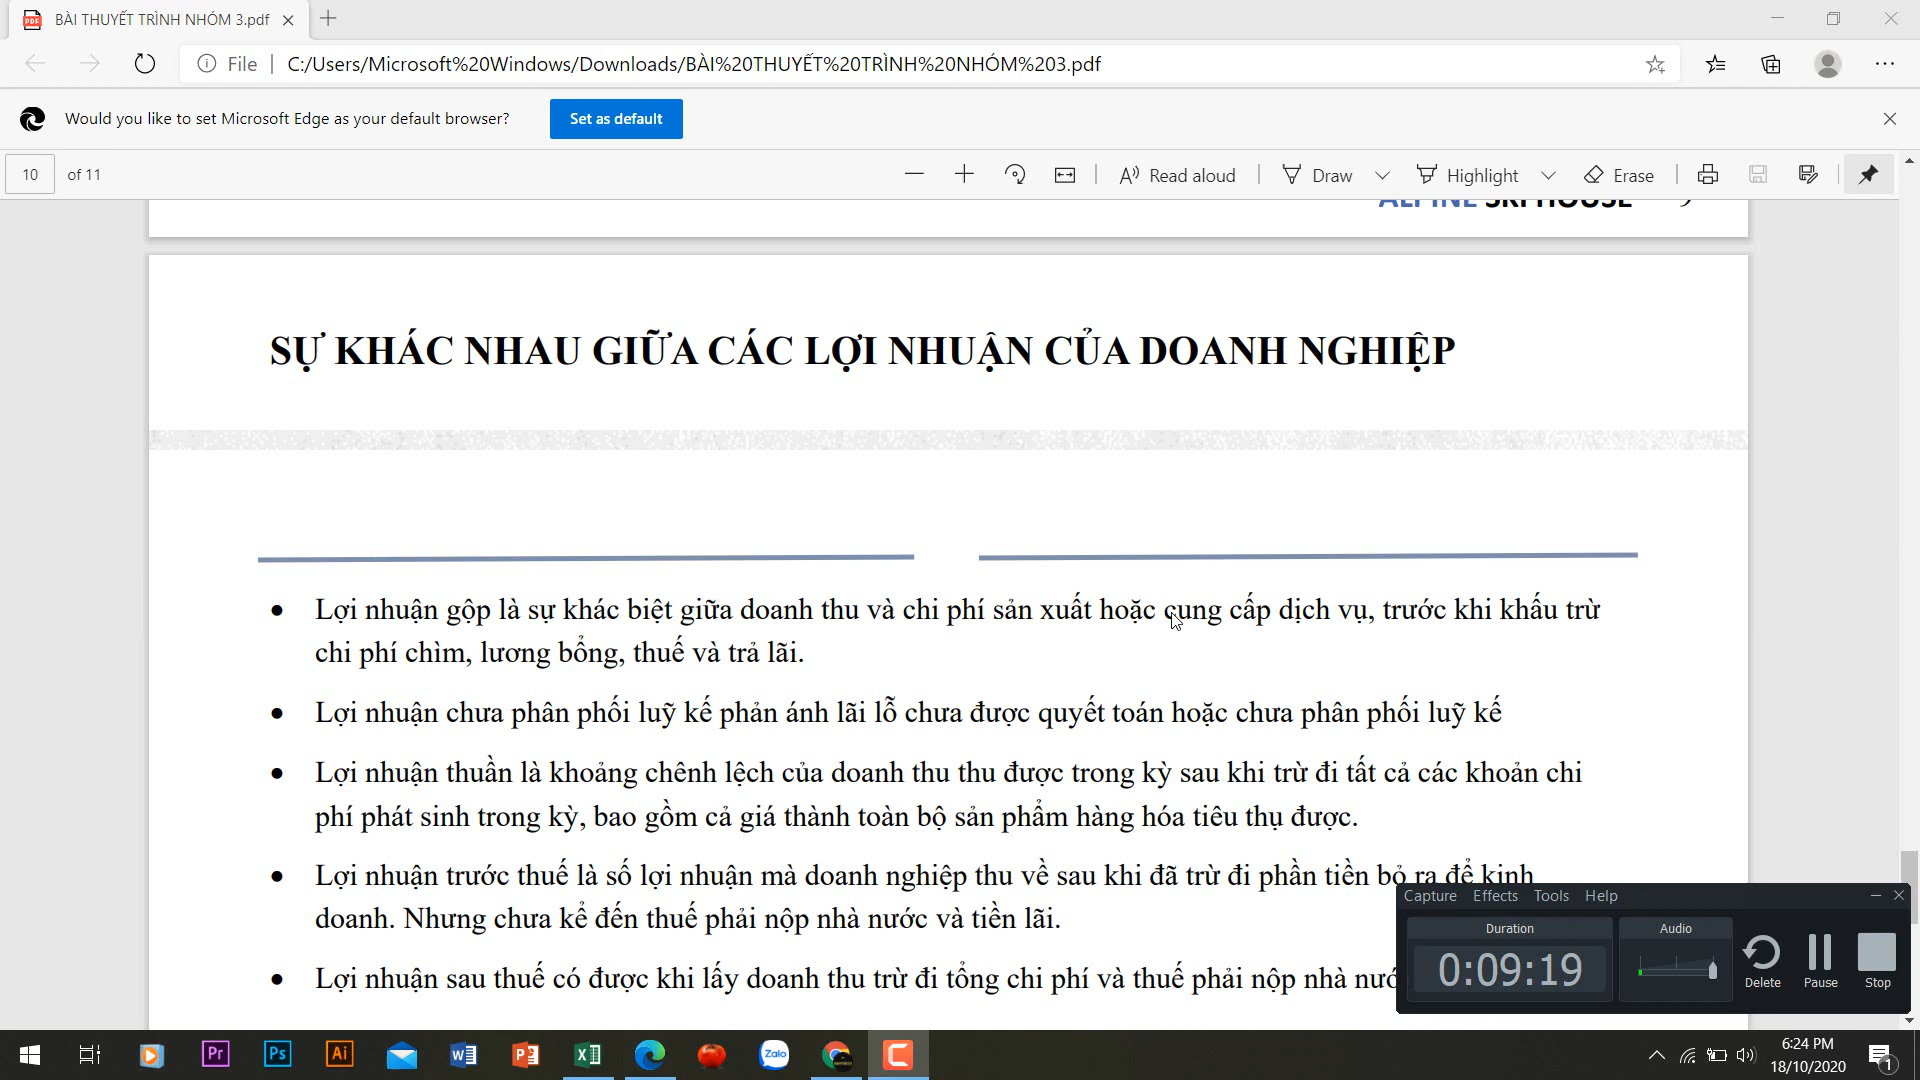 BÀI THUYẾT TRÌNH NHÓM 3.pdf
File
C:/Users/Microsoft%20Windows/Downloads/BÀI%20THUYẾT%20TRÌNH%20NHÓM%203.pdf
Would you like to set Microsoft Edge as your default browser?
Set as default
10 of 11
Read aloud
Draw
Highlight
Erase
ALPINE SKI HOUSE
SỰ KHÁC NHAU GIỮA CÁC LỢI NHUẬN CỦA DOANH NGHIỆP
• Lợi nhuận gộp là sự khác biệt giữa doanh thu và chi phí sản xuất hoặc cung cấp dịch vụ, trước khi khấu trừ
chi phí chìm, lương bổng, thuế và trả lãi.
• Lợi nhuận chưa phân phối luỹ kế phản ánh lãi lỗ chưa được quyết toán hoặc chưa phân phối luỹ kế
• Lợi nhuận thuần là khoảng chênh lệch của doanh thu thu được trong kỳ sau khi trừ đi tất cả các khoản chi
phí phát sinh trong kỳ, bao gồm cả giá thành toàn bộ sản phẩm hàng hóa tiêu thụ được.
• Lợi nhuận trước thuế là số lợi nhuận mà doanh nghiệp thu về sau khi đã trừ đi phần tiền bỏ ra để kinh
doanh. Nhưng chưa kể đến thuế phải nộp nhà nước và tiền lãi.
• Lợi nhuận sau thuế có được khi lấy doanh thu trừ đi tổng chi phí và thuế phải nộp nhà nướ
Capture Effects Tools Help
Duration
0:09:19
Audio
Delete
Pause
Stop
Pr
Ps
Ai
Zalo
6:24 PM
18/10/2020
1